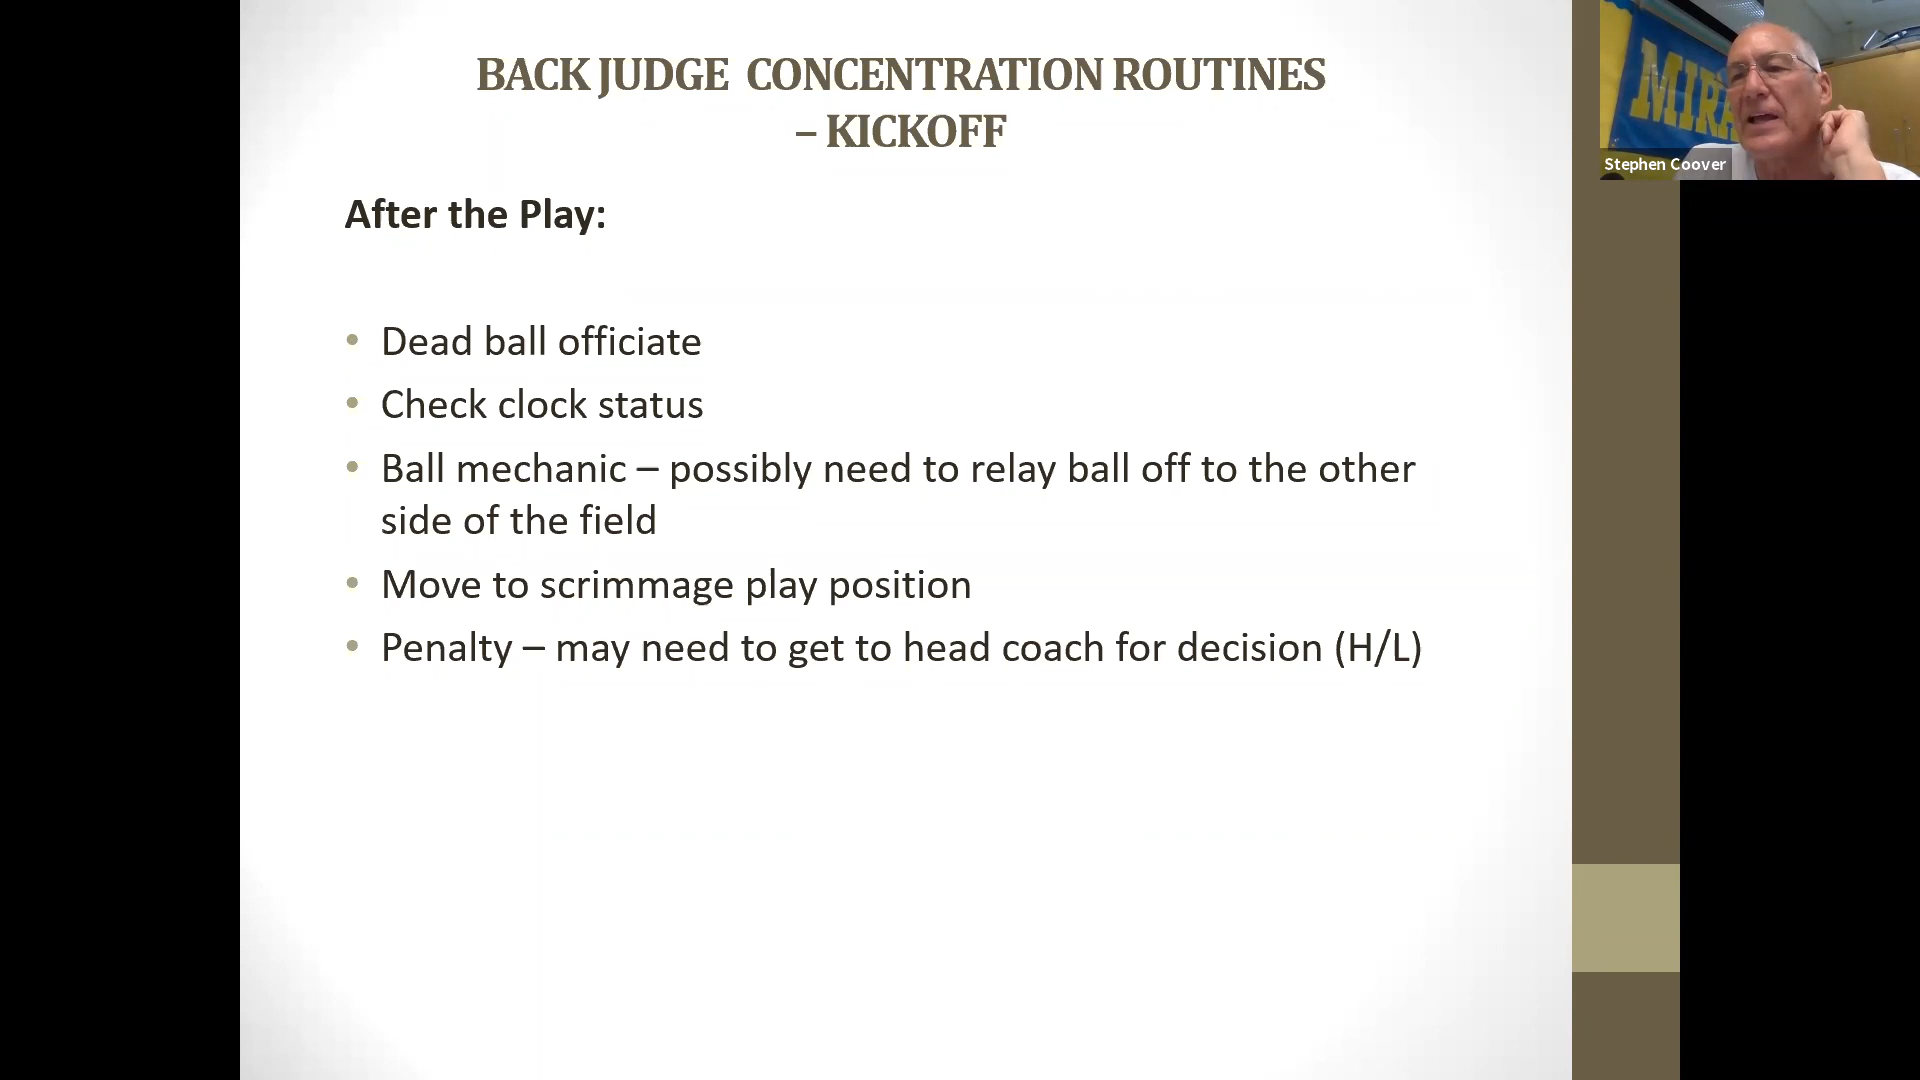 BACK JUDGE CONCENTRATION ROUTINES
– KICKOFF
After the Play:
• Dead ball officiate
• Check clock status
• Ball mechanic – possibly need to relay ball off to the other
side of the field
• Move to scrimmage play position
• Penalty – may need to get to head coach for decision (H/L)
MIRA
Stephen Coover